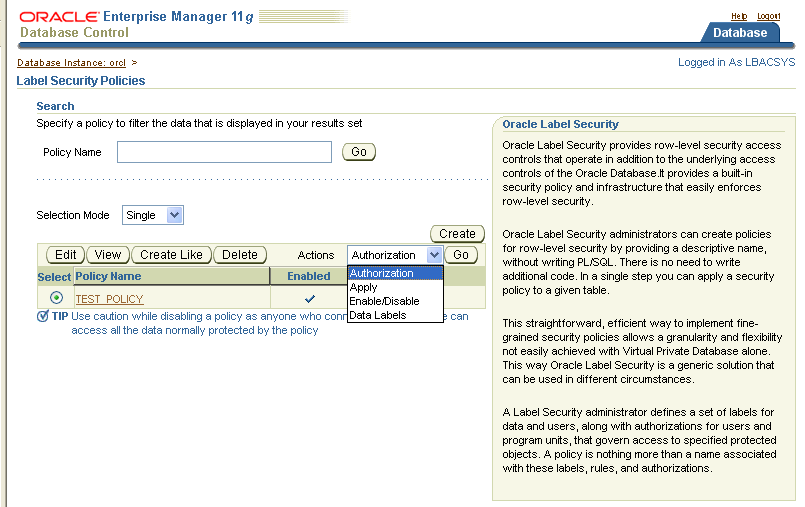 ORACLE Enterprise Manager 11g
Database Control
Help Logout
Database
Database Instance: orcl >
Logged in As LBACSYS
Label Security Policies
Search
Specify a policy to filter the data that is displayed in your results set
Policy Name
Go
Selection Mode Single
Create
Edit View Create Like Delete Actions Authorization Go
Select Policy Name Enabled
Authorization
Apply
Enable/Disable
Data Labels
TEST_POLICY
TIP Use caution while disabling a policy as anyone who conn e can
access all the data normally protected by the policy
Oracle Label Security
Oracle Label Security provides row-level security access
controls that operate in addition to the underlying access
controls of the Oracle Database.It provides a built-in
security policy and infrastructure that easily enforces
row-level security.
Oracle Label Security administrators can create policies
for row-level security by providing a descriptive name,
without writing PL/SQL. There is no need to write
additional code. In a single step you can apply a security
policy to a given table.
This straightforward, efficient way to implement fine-
grained security policies allows a granularity and flexibility
not easily achieved with Virtual Private Database alone.
This way Oracle Label Security is a generic solution that
can be used in different circumstances.
A Label Security administrator defines a set of labels for
data and users, along with authorizations for users and
program units, that govern access to specified protected
objects. A policy is nothing more than a name associated
with these labels, rules, and authorizations.